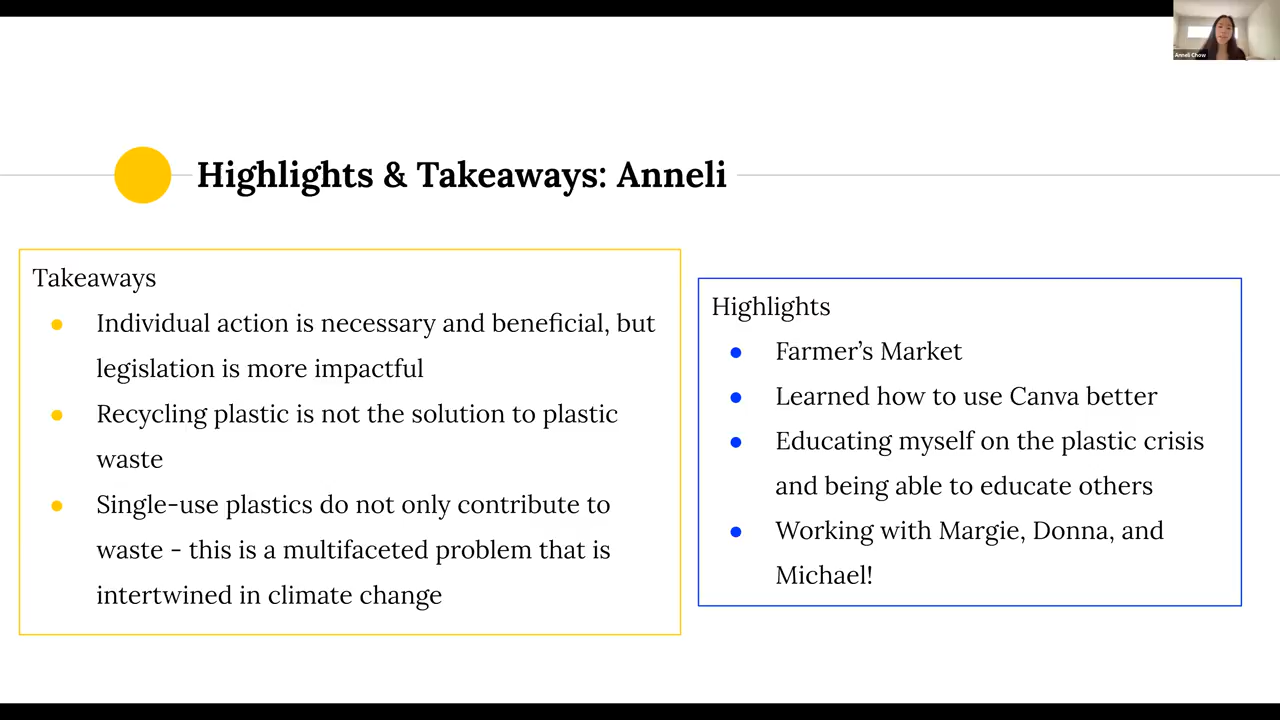 Anneli Chow
Highlights & Takeaways: Anneli
Takeaways
● Individual action is necessary and beneficial, but
legislation is more impactful
● Recycling plastic is not the solution to plastic
waste
● Single-use plastics do not only contribute to
waste - this is a multifaceted problem that is
intertwined in climate change
Highlights
● Farmer’s Market
● Learned how to use Canva better
● Educating myself on the plastic crisis
and being able to educate others
● Working with Margie, Donna, and
Michael!